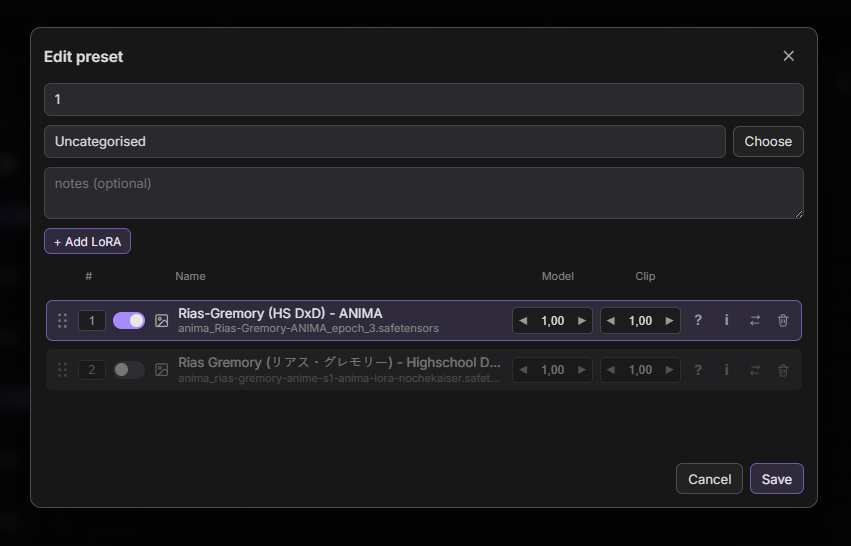 Edit preset
1
Uncategorised
Choose
notes (optional)
+ Add LoRA
# Name Model Clip
1 Rias-Gremory (HS DxD) - ANIMA 1,00 1,00 ? i
anima_Rias-Gremory-ANIMA_epoch_3.safetensors
2 Rias Gremory (リアス・グレモリー) - Highschool D... 1,00 1,00 ? i
anima_rias-gremory-anime-s1-anima-lora-nochekaiser.safet...
Cancel Save